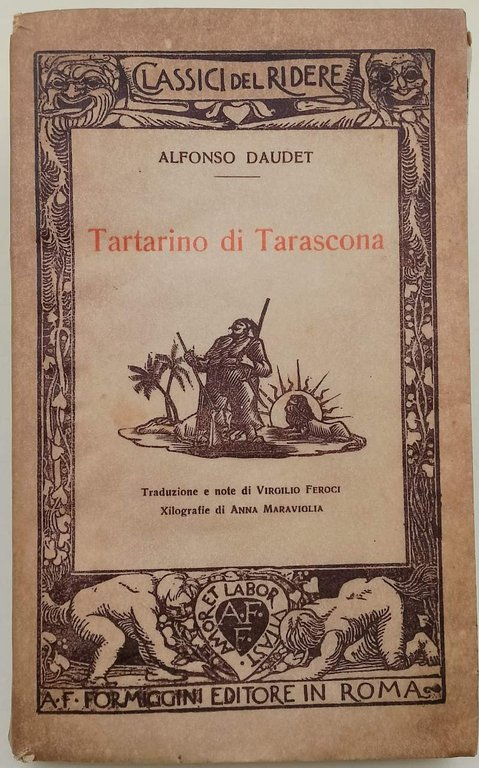 CLASSICI DEL RIDERE
ALFONSO DAUDET
Tartarino di Tarascona
Traduzione e note di VIRGILIO FEROCI
Xilografie di ANNA MARAVIGLIA
AMOR ET LABOR VITAST
A.F.
F.
A·F·FORMIGGINI EDITORE IN ROMA